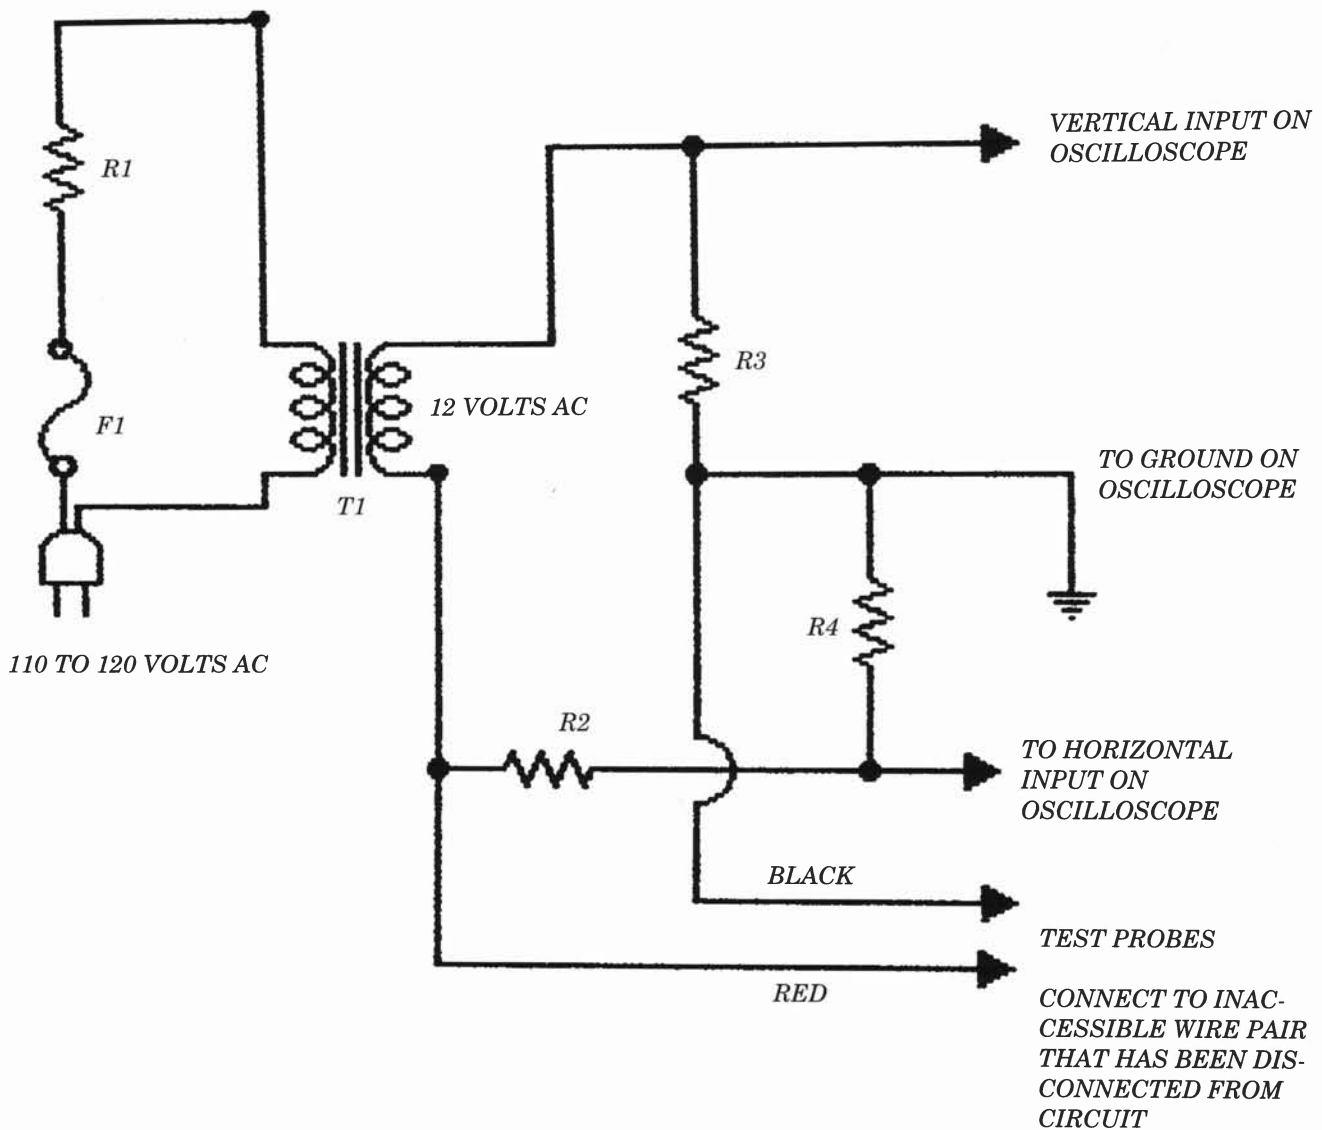 VERTICAL INPUT ON
OSCILLOSCOPE
R1
R3
12 VOLTS AC
F1
TO GROUND ON
OSCILLOSCOPE
T1
R4
110 TO 120 VOLTS AC
R2
TO HORIZONTAL
INPUT ON
OSCILLOSCOPE
BLACK
TEST PROBES
RED
CONNECT TO INAC-
CESSIBLE WIRE PAIR
THAT HAS BEEN DIS-
CONNECTED FROM
CIRCUIT